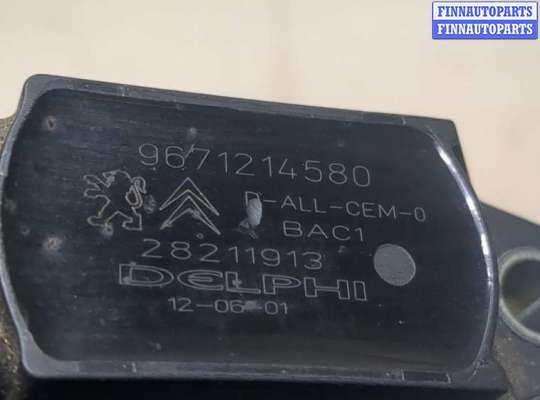 FINNAUTOPARTS
FINNAUTOPARTS
9671214580
-ALL-CEM-0
BAC1
28211913
DELPHI
12-06-01